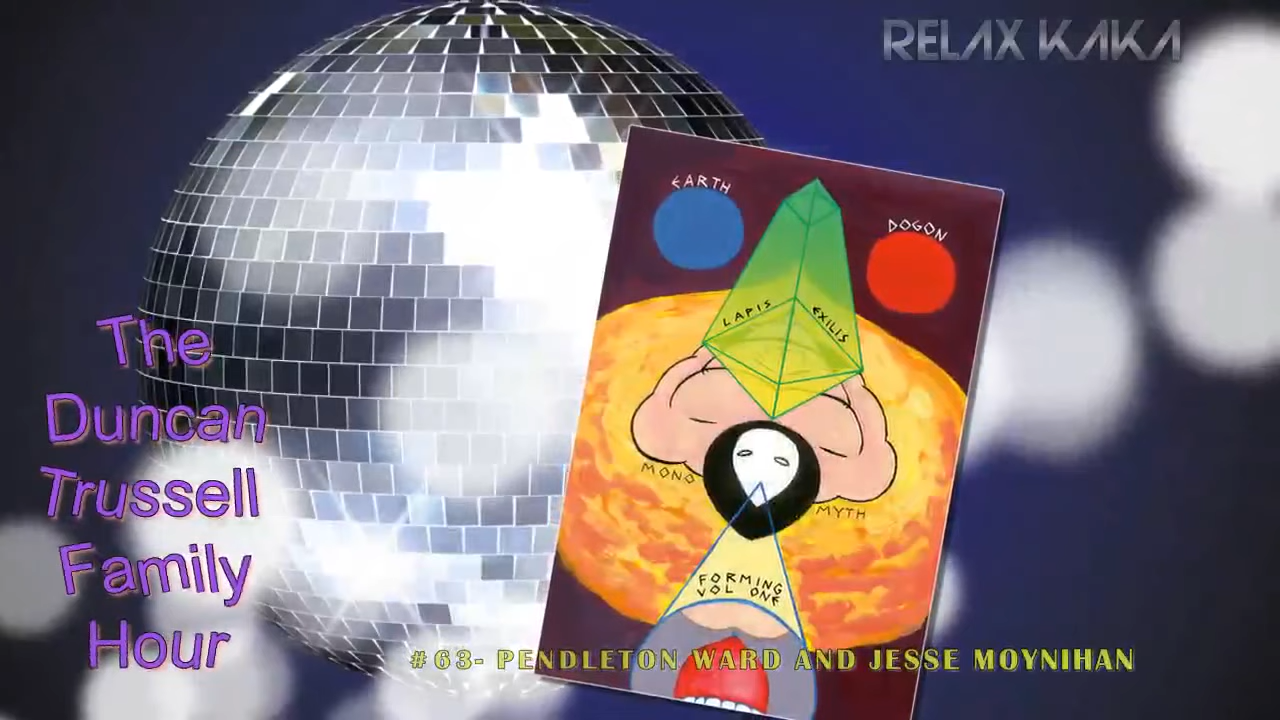 RELAX KAKA
EARTH
DOGON
LAPIS EXILIS
MONO
MYTH
FORMING
VOL ONE
The
Duncan
Trussell
Family
Hour
#63- PENDLETON WARD AND JESSE MOYNIHAN